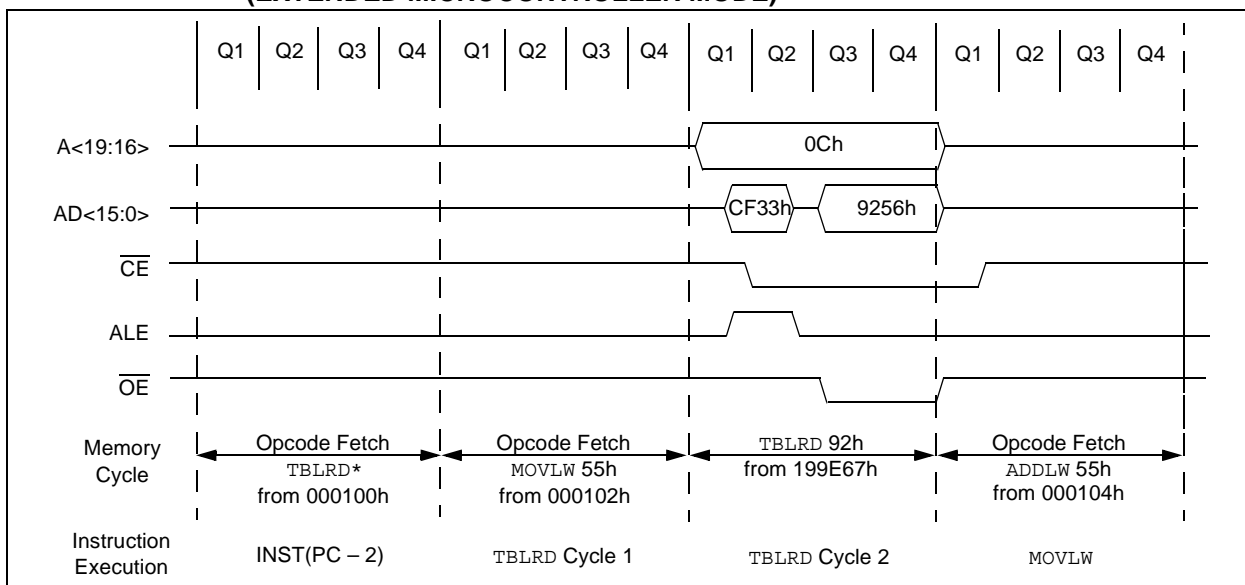 (EXTENDED MICROCONTROLLER MODE)
Q1 Q2 Q3 Q4 Q1 Q2 Q3 Q4 Q1 Q2 Q3 Q4 Q1 Q2 Q3 Q4
A<19:16> 0Ch
AD<15:0> CF33h 9256h
CE
ALE
OE
Memory Cycle
Opcode Fetch
TBLRD*
from 000100h
Opcode Fetch
MOVLW 55h
from 000102h
TBLRD 92h
from 199E67h
Opcode Fetch
ADDLW 55h
from 000104h
Instruction Execution
INST(PC – 2)
TBLRD Cycle 1
TBLRD Cycle 2
MOVLW